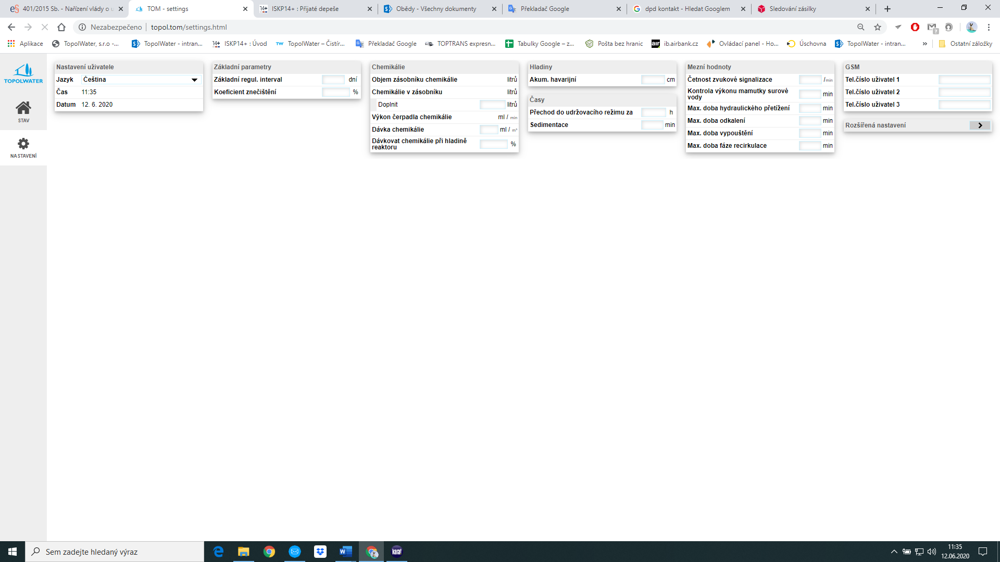 401/2015 Sb. - Nařízení vlády o u
TOM - settings
ISKP14+ : Přijaté depeše
Obědy - Všechny dokumenty
Překladač Google
dpd kontakt - Hledat Googlem
Sledování zásilky
Nezabezpečeno
topol.tom/settings.html
Aplikace
TopolWater, s.r.o -...
TopolWater - intran...
14+
ISKP14+ : Úvod
TW
TopolWater – Čistír...
Překladač Google
TOPTRANS expresn...
Tabulky Google – z...
Pošta bez hranic
air
ib.airbank.cz
Ovládací panel - Ho...
Úschovna
TopolWater - intran...
»
Ostatní záložky
TOPOLWATER
STAV
NASTAVENÍ
Nastavení uživatele
Jazyk Čeština
Čas 11:35
Datum 12. 6. 2020
Základní parametry
Základní regul. interval dní
Koeficient znečištění %
Chemikálie
Objem zásobníku chemikálie litrů
Chemikálie v zásobníku litrů
Doplnit litrů
Výkon čerpadla chemikálie ml / min
Dávka chemikálie ml / m³
Dávkovat chemikálie při hladině
reaktoru %
Hladiny
Akum. havarijní cm
Časy
Přechod do udržovacího režimu za h
Sedimentace min
Mezní hodnoty
Četnost zvukové signalizace /min
Kontrola výkonu mamutky surové
vody min
Max. doba hydraulického přetížení min
Max. doba odkalení min
Max. doba vypouštění min
Max. doba fáze recirkulace min
GSM
Tel.číslo uživatel 1
Tel.číslo uživatel 2
Tel.číslo uživatel 3
Rozšířená nastavení
Sem zadejte hledaný výraz
karat
11:35
12.06.2020